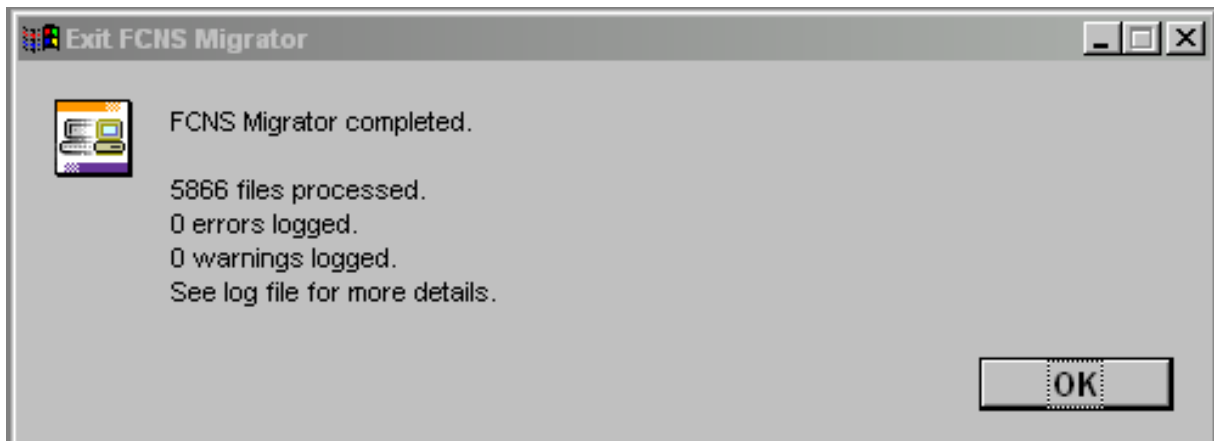 Exit FCNS Migrator
FCNS Migrator completed.
5866 files processed.
0 errors logged.
0 warnings logged.
See log file for more details.
OK